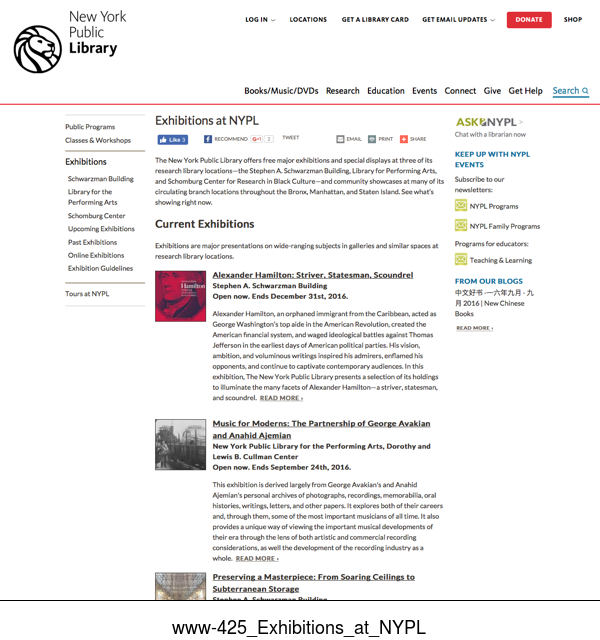 New York
Public
Library
LOG IN
LOCATIONS
GET A LIBRARY CARD
GET EMAIL UPDATES
DONATE
SHOP
Books/Music/DVDs
Research
Education
Events
Connect
Give
Get Help
Search
Public Programs
Classes & Workshops
Exhibitions
Schwarzman Building
Library for the
Performing Arts
Schomburg Center
Upcoming Exhibitions
Past Exhibitions
Online Exhibitions
Exhibition Guidelines
Tours at NYPL
Exhibitions at NYPL
Like 3
RECOMMEND
G+1 2
TWEET
EMAIL
PRINT
SHARE
The New York Public Library offers free major exhibitions and special displays at three of its
research library locations—the Stephen A. Schwarzman Building, Library for Performing Arts,
and Schomburg Center for Research in Black Culture—and community showcases at many of its
circulating branch locations throughout the Bronx, Manhattan, and Staten Island. See what's
showing right now.
Current Exhibitions
Exhibitions are major presentations on wide-ranging subjects in galleries and similar spaces at
research library locations.
Hamilton
Alexander Hamilton: Striver, Statesman, Scoundrel
Stephen A. Schwarzman Building
Open now. Ends December 31st, 2016.
Alexander Hamilton, an orphaned immigrant from the Caribbean, acted as
George Washington's top aide in the American Revolution, created the
American financial system, and waged ideological battles against Thomas
Jefferson in the earliest days of American political parties. His vision,
ambition, and voluminous writings inspired his admirers, enflamed his
opponents, and continue to captivate contemporary audiences. In this
exhibition, The New York Public Library presents a selection of its holdings
to illuminate the many facets of Alexander Hamilton—a striver, statesman,
and scoundrel. READ MORE ›
Music for Moderns: The Partnership of George Avakian
and Anahid Ajemian
New York Public Library for the Performing Arts, Dorothy and
Lewis B. Cullman Center
Open now. Ends September 24th, 2016.
This exhibition is derived largely from George Avakian's and Anahid
Ajemian's personal archives of photographs, recordings, memorabilia, oral
histories, writings, letters, and other papers. It explores both of their careers
and, through them, some of the most important musicians of all time. It also
provides a unique way of viewing the important musical developments of
their era through the lens of both artistic and commercial recording
considerations, as well the development of the recording industry as a
whole. READ MORE ›
Preserving a Masterpiece: From Soaring Ceilings to
Subterranean Storage
Stephen A. Schwarzman Building
ASK NYPL >
Chat with a librarian now
KEEP UP WITH NYPL
EVENTS
Subscribe to our
newsletters:
NYPL Programs
NYPL Family Programs
Programs for educators:
Teaching & Learning
FROM OUR BLOGS
中文好书 -一六年九月 - 九
月 2016 | New Chinese
Books
READ MORE ›
www-425_Exhibitions_at_NYPL